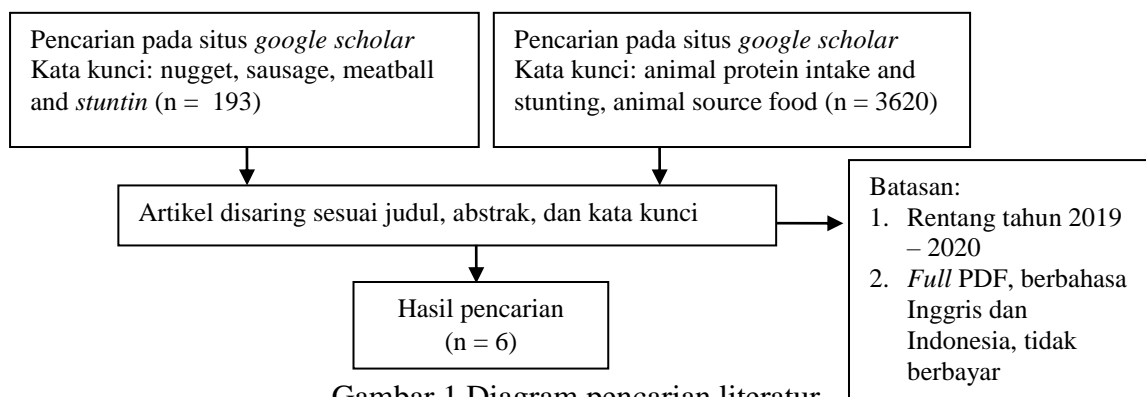 Pencarian pada situs google scholar
Kata kunci: nugget, sausage, meatball
and stuntin (n = 193)
Pencarian pada situs google scholar
Kata kunci: animal protein intake and
stunting, animal source food (n = 3620)
Artikel disaring sesuai judul, abstrak, dan kata kunci
Batasan:
1. Rentang tahun 2019
– 2020
2. Full PDF, berbahasa
Inggris dan
Indonesia, tidak
berbayar
Hasil pencarian
(n = 6)
Gambar 1 Diagram pencarian literatur